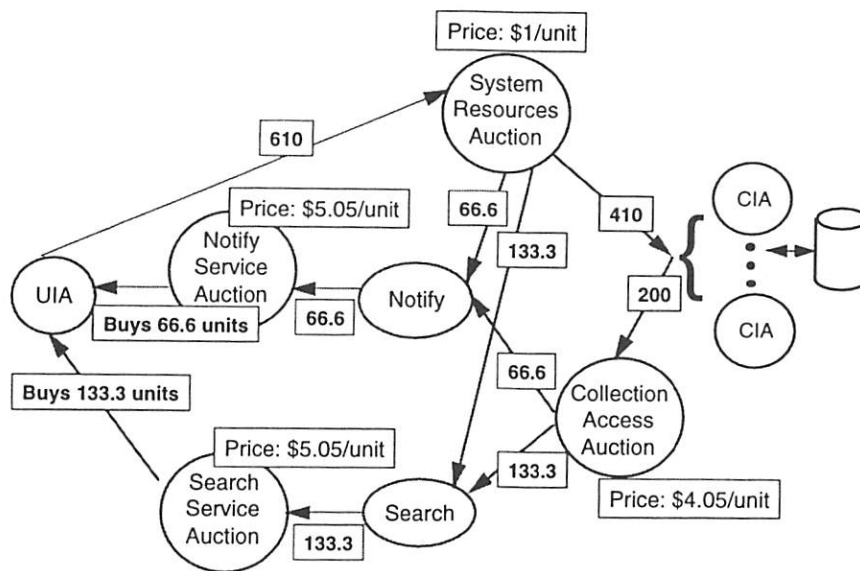 Price: $1/unit
System
Resources
Auction
610
66.6
410
CIA
Price: $5.05/unit
133.3
Notify
Service
Auction
UIA
Notify
200
Buys 66.6 units
66.6
CIA
Buys 133.3 units
66.6
Collection
Access
Auction
Price: $5.05/unit
133.3
Search
Service
Auction
Search
Price: $4.05/unit
133.3